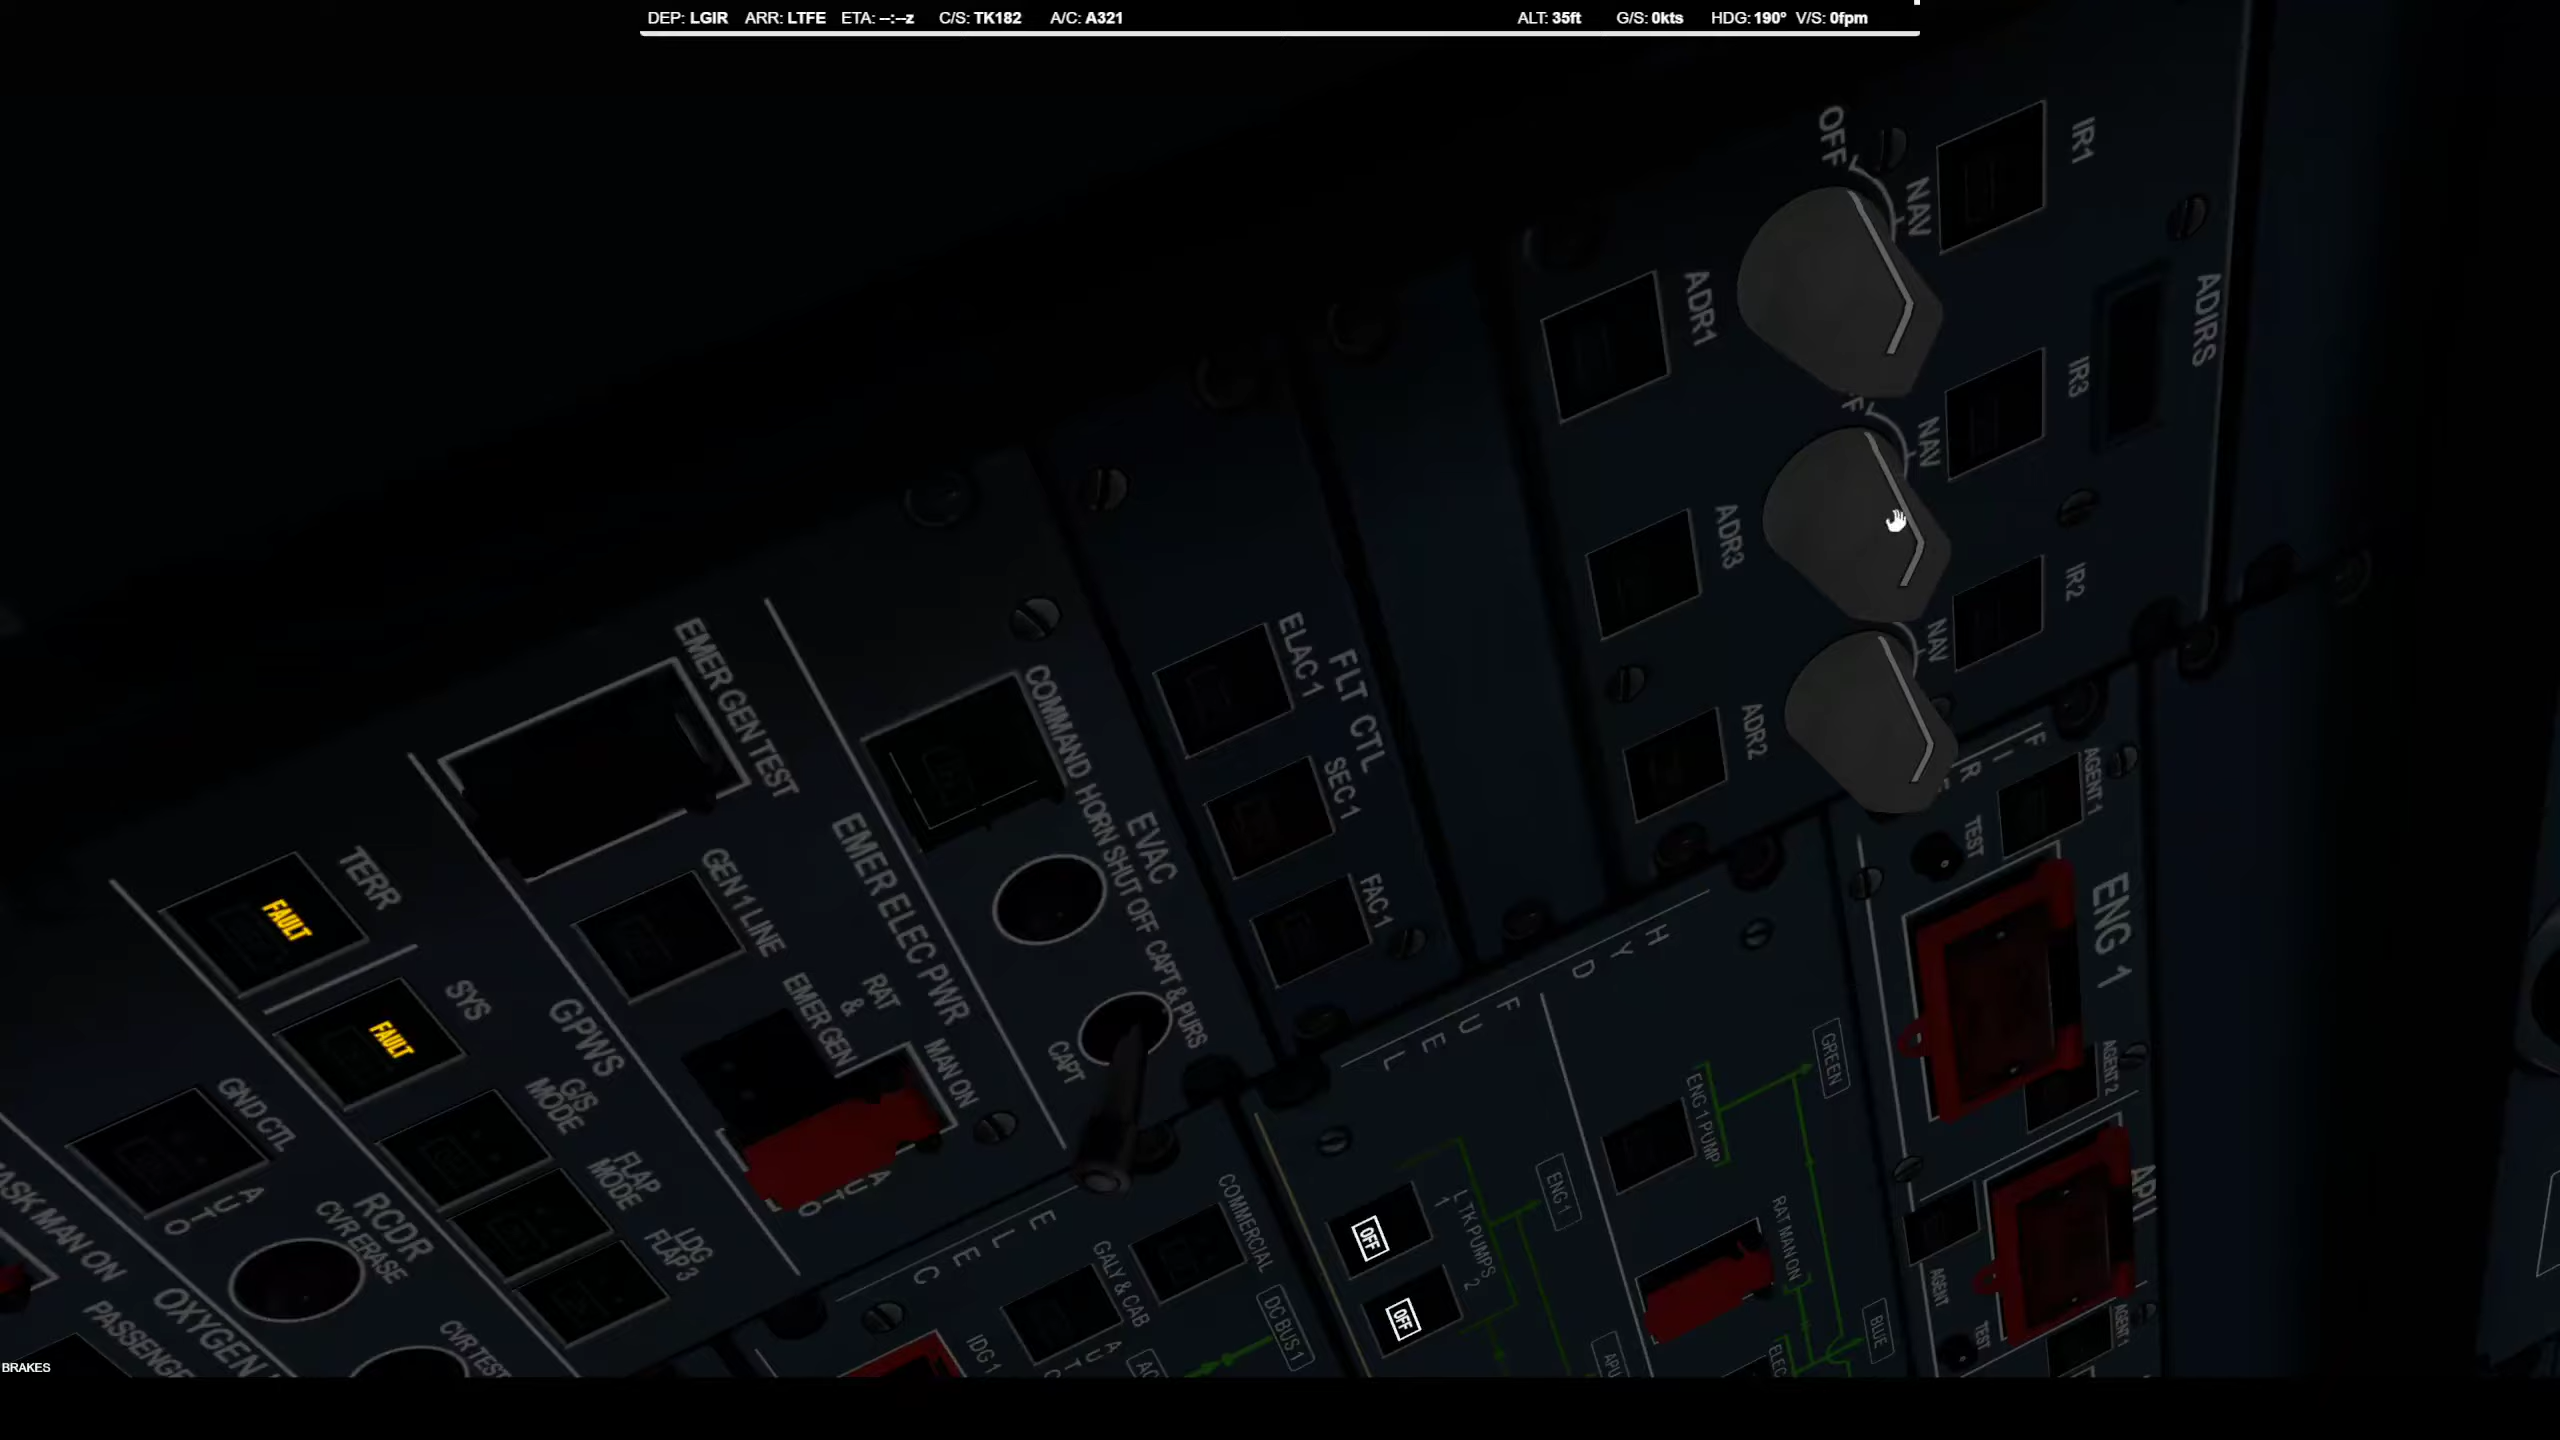 DEP: LGIR ARR: LTFE ETA: --:--z C/S: TK182 A/C: A321 ALT: 35ft G/S: 0kts HDG: 190° V/S: 0fpm
OFF
NAV
IR1
ADIRS
ADR1
NAV
IR3
ADR3
NAV
IR2
ADR2
ELAC 1
FLT CTL
SEC 1
FAC 1
EMER GEN TEST
COMMAND
HORN SHUT OFF
EVAC
CAPT & PURS
CAPT
EMER ELEC PWR
GEN 1 LINE
RAT
&
EMER GEN
MAN ON
AUTO
TERR
FAULT
SYS
FAULT
GPWS
G/S
MODE
FLAP
MODE
LDG
FLAP 3
GND CTL
AUTO
RCDR
CVR ERASE
CVR TEST
MASK MAN ON
OXYGEN
ELEC
COMMERCIAL
GALY & CAB
IDG 1
DC BUS 1
HYD
FUEL
GREEN
ENG 1 PUMP
ENG 1
L TK PUMPS
1
2
OFF
OFF
RAT MAN ON
BLUE
ELEC
APU
AGENT 1
TEST
ENG 1
AGENT 2
APU
AGENT
TEST
AGENT 1
BRAKES